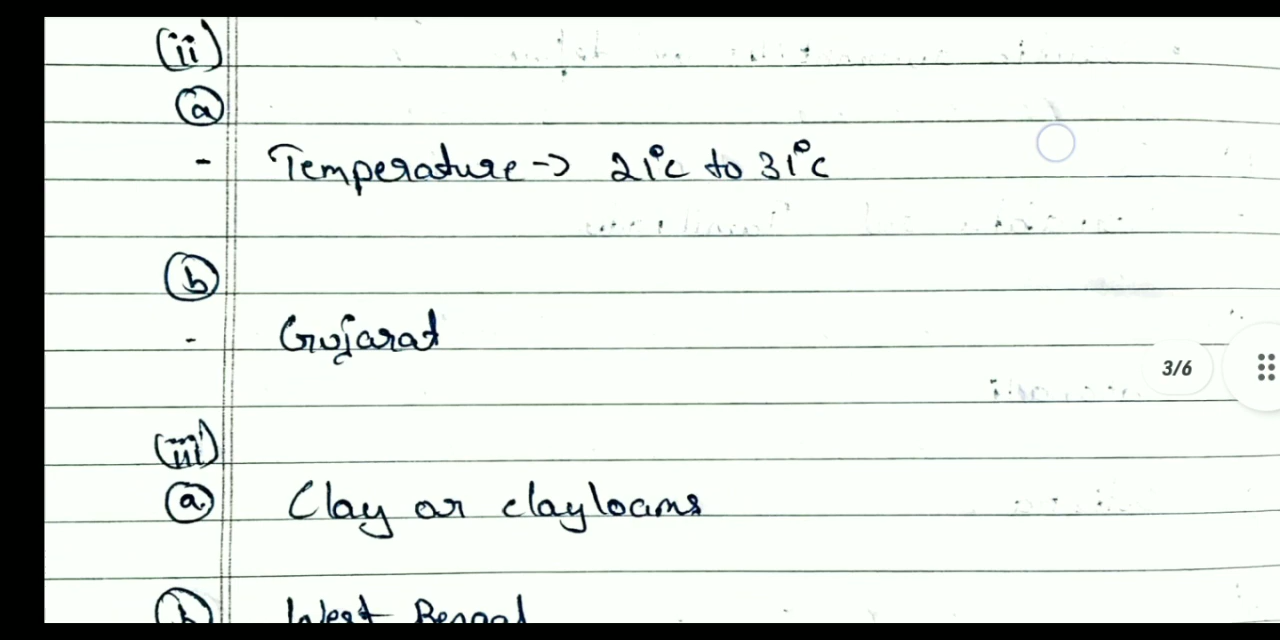 (ii)
(a)
- Temperature -> 21°c to 31°c
(b)
- Gujarat
3/6
(iii)
(a) Clay or clayloams
(b) West Bengal